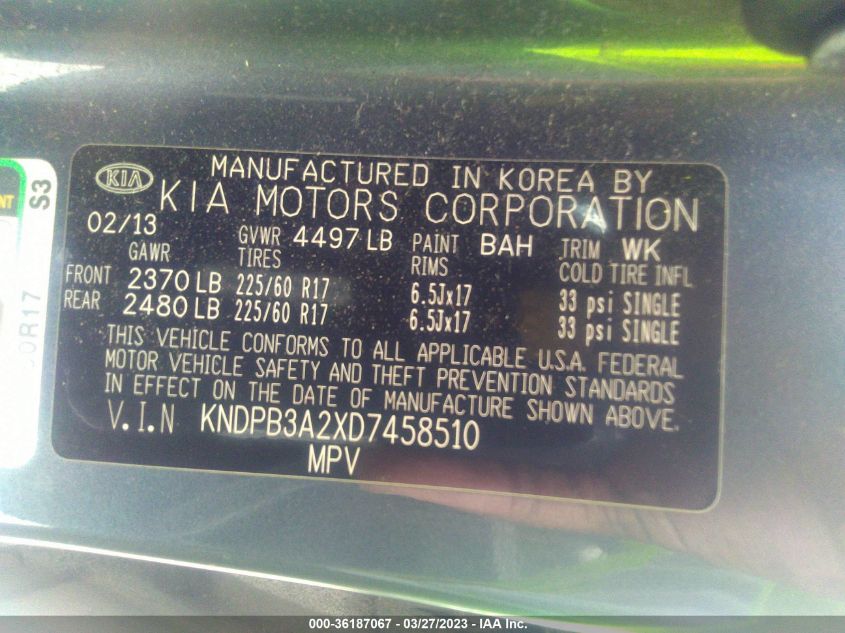 KIA
MANUFACTURED IN KOREA BY
KIA MOTORS CORPORATION
02/13 GVWR 4497 LB PAINT BAH TRIM WK
GAWR TIRES RIMS COLD TIRE INFL
FRONT 2370 LB 225/60 R17 6.5Jx17 33 psi SINGLE
REAR 2480 LB 225/60 R17 6.5Jx17 33 psi SINGLE
THIS VEHICLE CONFORMS TO ALL APPLICABLE U.S.A. FEDERAL
MOTOR VEHICLE SAFETY AND THEFT PREVENTION STANDARDS
IN EFFECT ON THE DATE OF MANUFACTURE SHOWN ABOVE.
V.I.N KNDPB3A2XD7458510
MPV
S3
000-36187067 - 03/27/2023 - IAA Inc.